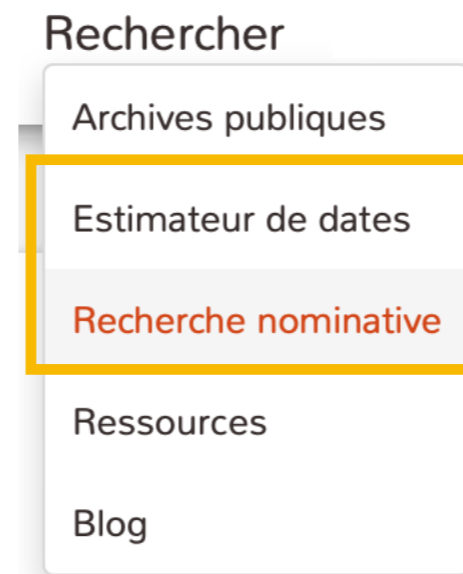 Rechercher
Archives publiques
Estimateur de dates
Recherche nominative
Ressources
Blog